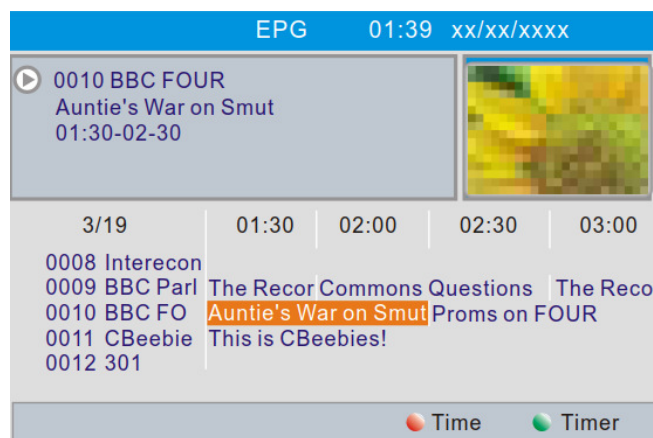 EPG 01:39 xx/xx/xxxx
0010 BBC FOUR
Auntie's War on Smut
01:30-02-30
3/19 01:30 02:00 02:30 03:00
0008 Interecon
0009 BBC Parl The Recor Commons Questions The Reco
0010 BBC FO Auntie's War on Smut Proms on FOUR
0011 CBeebie This is CBeebies!
0012 301
Time Timer